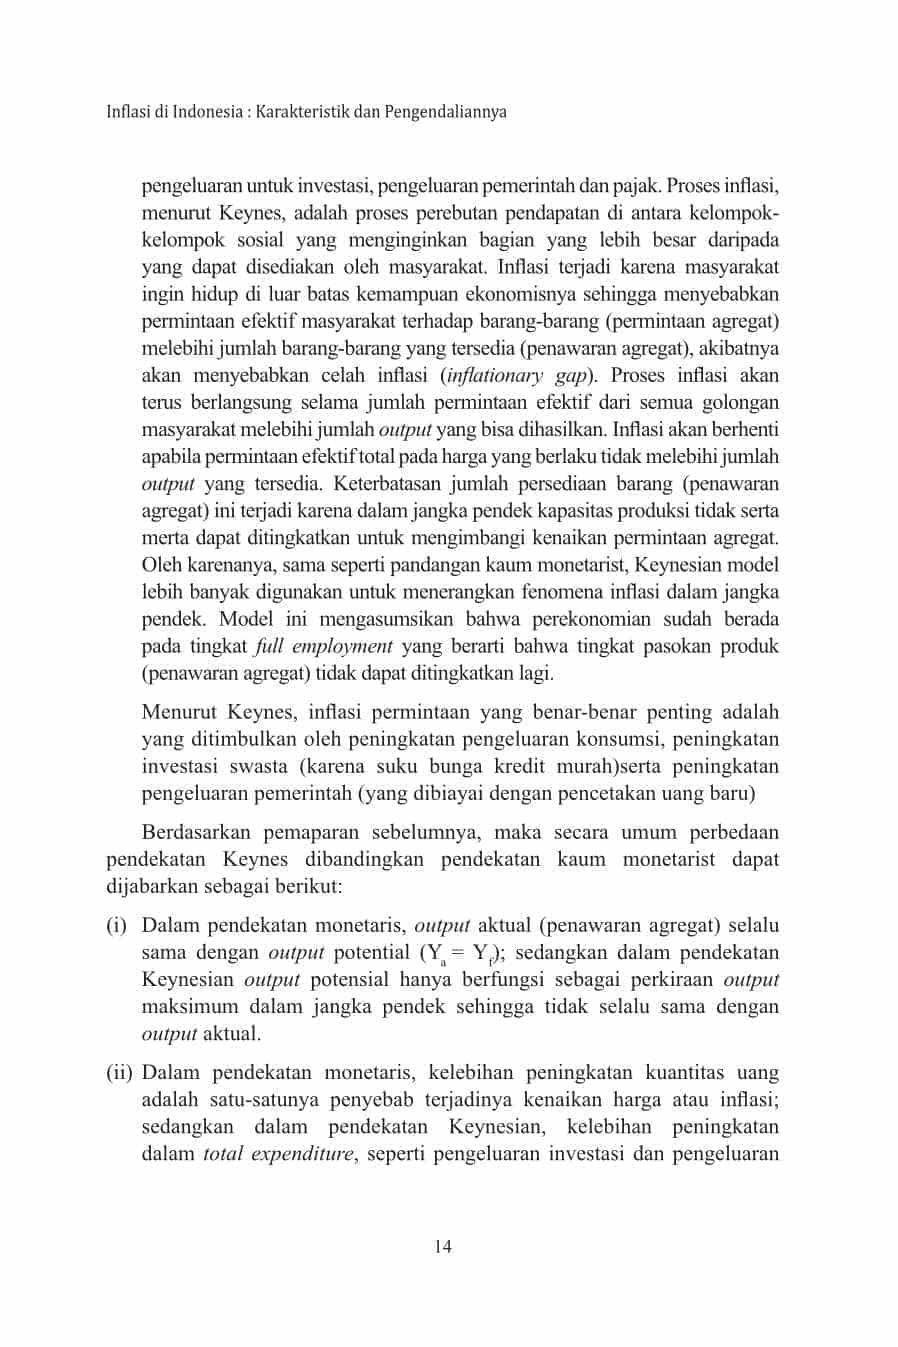 Inflasi di Indonesia : Karakteristik dan Pengendaliannya
pengeluaran untuk investasi, pengeluaran pemerintah dan pajak. Proses inflasi,
menurut Keynes, adalah proses perebutan pendapatan di antara kelompok-
kelompok sosial yang menginginkan bagian yang lebih besar daripada
yang dapat disediakan oleh masyarakat. Inflasi terjadi karena masyarakat
ingin hidup di luar batas kemampuan ekonomisnya sehingga menyebabkan
permintaan efektif masyarakat terhadap barang-barang (permintaan agregat)
melebihi jumlah barang-barang yang tersedia (penawaran agregat), akibatnya
akan menyebabkan celah inflasi (inflationary gap). Proses inflasi akan
terus berlangsung selama jumlah permintaan efektif dari semua golongan
masyarakat melebihi jumlah output yang bisa dihasilkan. Inflasi akan berhenti
apabila permintaan efektif total pada harga yang berlaku tidak melebihi jumlah
output yang tersedia. Keterbatasan jumlah persediaan barang (penawaran
agregat) ini terjadi karena dalam jangka pendek kapasitas produksi tidak serta
merta dapat ditingkatkan untuk mengimbangi kenaikan permintaan agregat.
Oleh karenanya, sama seperti pandangan kaum monetarist, Keynesian model
lebih banyak digunakan untuk menerangkan fenomena inflasi dalam jangka
pendek. Model ini mengasumsikan bahwa perekonomian sudah berada
pada tingkat full employment yang berarti bahwa tingkat pasokan produk
(penawaran agregat) tidak dapat ditingkatkan lagi.
Menurut Keynes, inflasi permintaan yang benar-benar penting adalah
yang ditimbulkan oleh peningkatan pengeluaran konsumsi, peningkatan
investasi swasta (karena suku bunga kredit murah)serta peningkatan
pengeluaran pemerintah (yang dibiayai dengan pencetakan uang baru)
Berdasarkan pemaparan sebelumnya, maka secara umum perbedaan
pendekatan Keynes dibandingkan pendekatan kaum monetarist dapat
dijabarkan sebagai berikut:
(i) Dalam pendekatan monetaris, output aktual (penawaran agregat) selalu
sama dengan output potential (Yₐ = Y_f); sedangkan dalam pendekatan
Keynesian output potensial hanya berfungsi sebagai perkiraan output
maksimum dalam jangka pendek sehingga tidak selalu sama dengan
output aktual.
(ii) Dalam pendekatan monetaris, kelebihan peningkatan kuantitas uang
adalah satu-satunya penyebab terjadinya kenaikan harga atau inflasi;
sedangkan dalam pendekatan Keynesian, kelebihan peningkatan
dalam total expenditure, seperti pengeluaran investasi dan pengeluaran
14